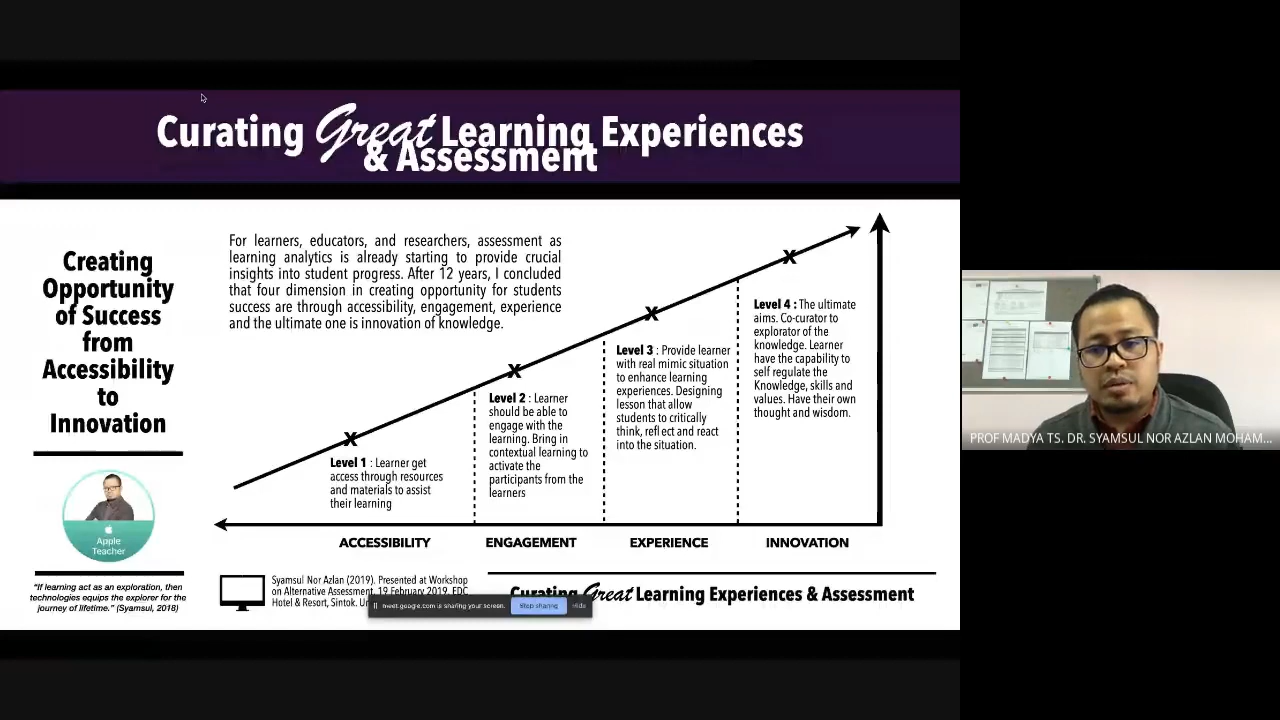 Curating Great Learning Experiences
& Assessment
Creating
Opportunity
of Success
from
Accessibility
to
Innovation
Apple
Teacher
"If learning act as an exploration, then
technologies equips the explorer for the
journey of lifetime." (Syamsul, 2018)
For learners, educators, and researchers, assessment as
learning analytics is already starting to provide crucial
insights into student progress. After 12 years, I concluded
that four dimension in creating opportunity for students
success are through accessibility, engagement, experience
and the ultimate one is innovation of knowledge.
X
X
X
X
Level 1 : Learner get
access through resources
and materials to assist
their learning
Level 2 : Learner
should be able to
engage with the
learning. Bring in
contextual learning to
activate the
participants from the
learners
Level 3 : Provide learner
with real mimic situation
to enhance learning
experiences. Designing
lesson that allow
students to critically
think, reflect and react
into the situation.
Level 4 : The ultimate
aims. Co-curator to
explorator of the
knowledge. Learner
have the capability to
self regulate the
Knowledge, skills and
values. Have their own
thought and wisdom.
ACCESSIBILITY ENGAGEMENT EXPERIENCE INNOVATION
Syamsul Nor Azlan (2019). Presented at Workshop
on Alternative Assessment, 19 February 2019, EDC
Hotel & Resort, Sintok.
Curating Great Learning Experiences & Assessment
meet.google.com is sharing your screen. Stop sharing Hide
PROF MADYA TS. DR. SYAMSUL NOR AZLAN MOHAM...